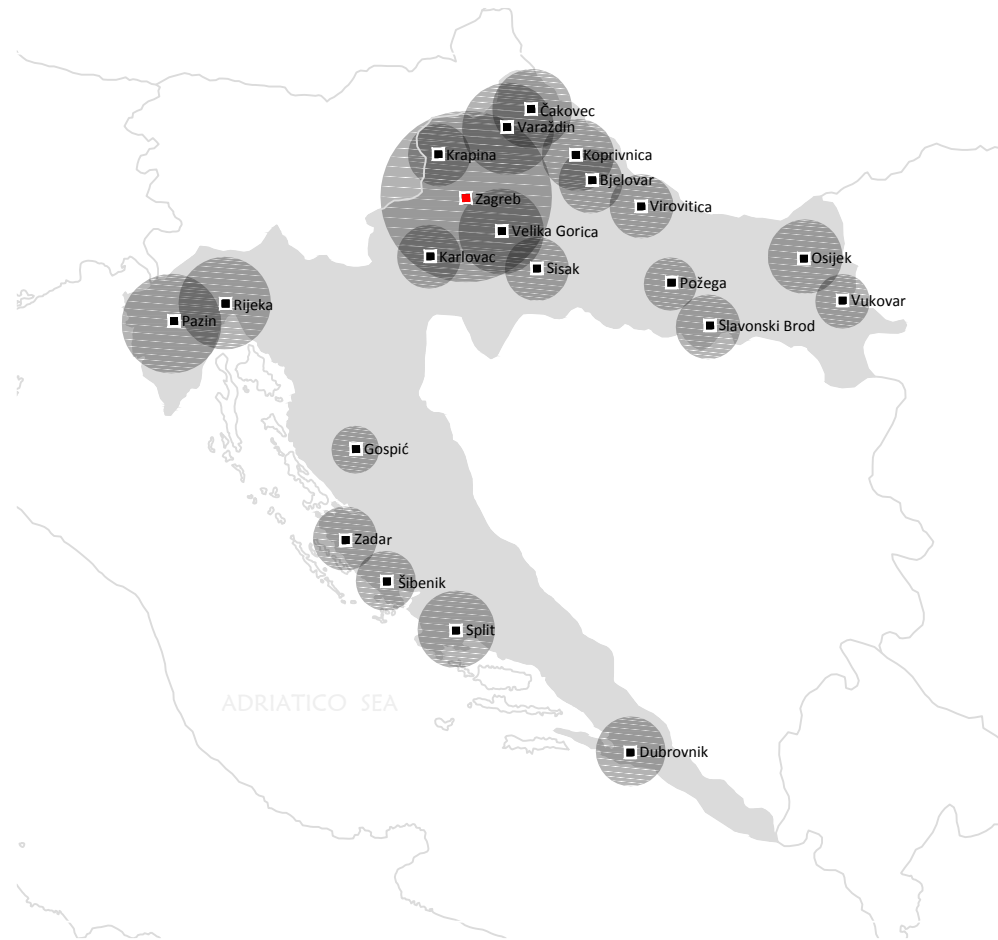 Čakovec
Varaždin
Krapina
Koprivnica
Bjelovar
Zagreb
Virovitica
Velika Gorica
Karlovac
Sisak
Osijek
Požega
Vukovar
Rijeka
Pazin
Slavonski Brod
Gospić
Zadar
Šibenik
Split
ADRIATICO SEA
Dubrovnik